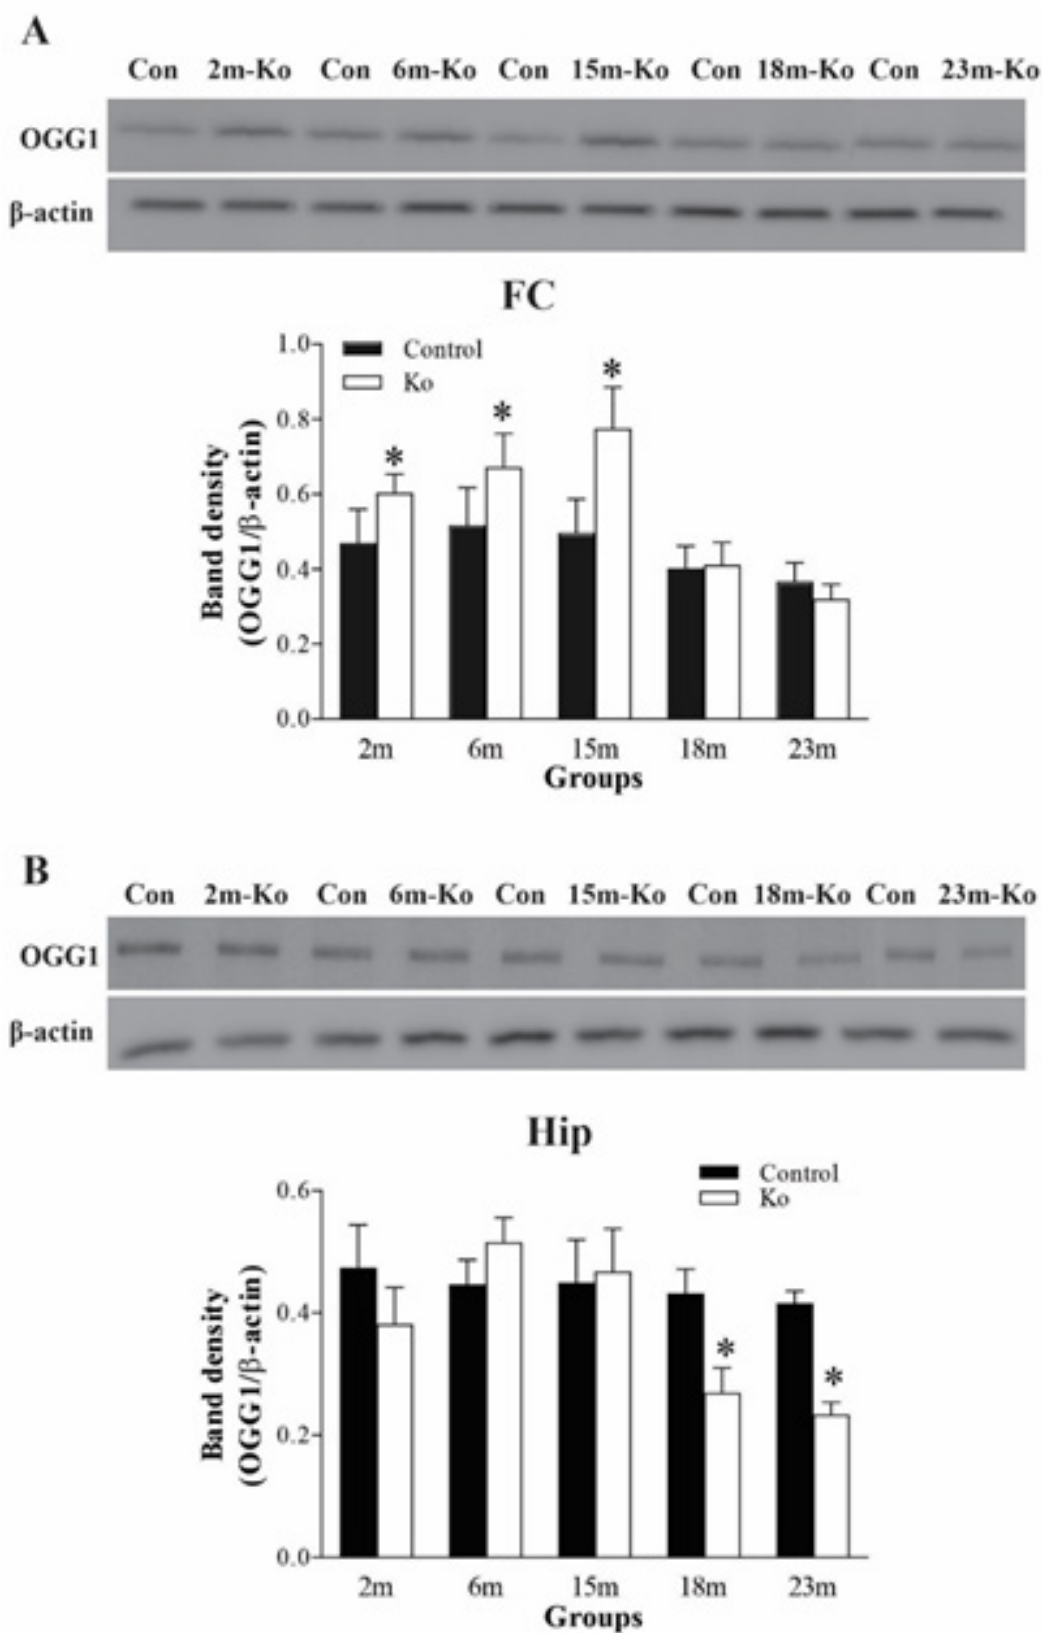 A
Con 2m-Ko Con 6m-Ko Con 15m-Ko Con 18m-Ko Con 23m-Ko
OGG1
β-actin
FC
1.0
Control
Ko
0.8
0.6
0.4
0.2
0.0
* * *
Band density
(OGG1/β-actin)
2m 6m 15m 18m 23m
Groups
B
Con 2m-Ko Con 6m-Ko Con 15m-Ko Con 18m-Ko Con 23m-Ko
OGG1
β-actin
Hip
Control
Ko
0.6
0.4
0.2
0.0
* *
Band density
(OGG1/β-actin)
2m 6m 15m 18m 23m
Groups